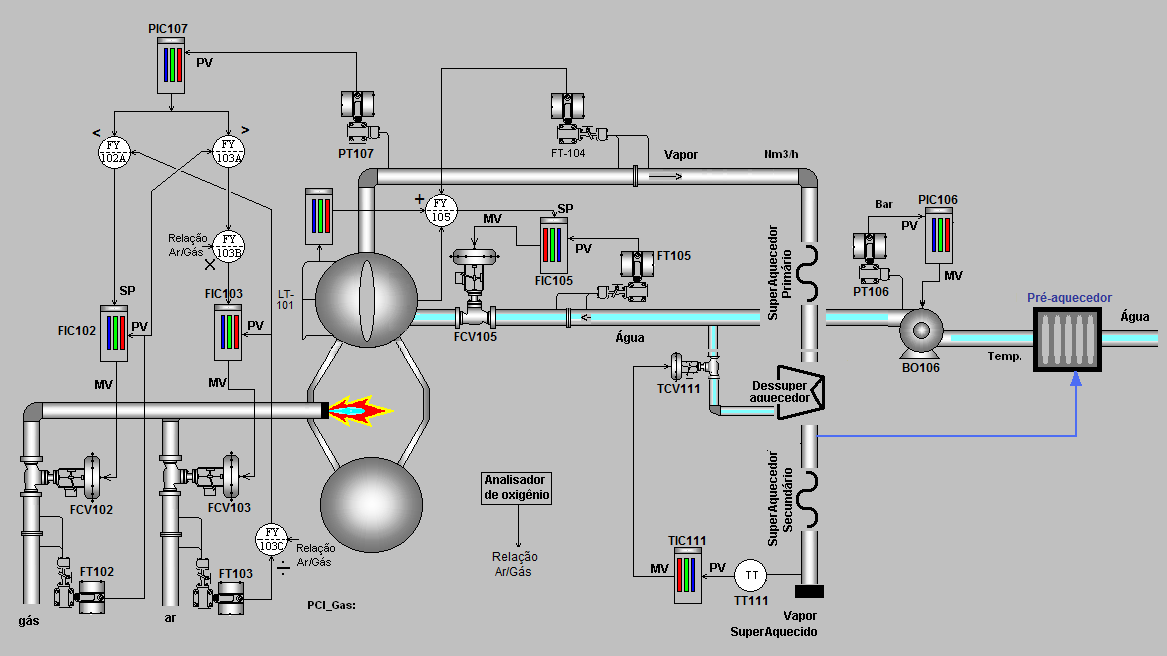 PIC107
PV
<
>
FY
102A
FY
103A
PT107
FT-104
Vapor
Nm3/h
Relação
Ar/Gás
X
FY
103B
+
FY
105
SP
MV
PV
FT105
FIC105
LT-
101
FCV105
Água
SuperAquecedor
Primário
Bar
PIC106
PV
MV
PT106
BO106
Temp.
Pré-aquecedor
Água
SP
FIC102
PV
MV
FIC103
PV
MV
TCV111
Dessuper
aquecedor
FCV102
FCV103
FY
103C
Relação
Ar/Gás
÷
FT102
FT103
gás
ar
PCI_Gas:
Analisador
de oxigênio
Relação
Ar/Gás
SuperAquecedor
Secundário
TIC111
MV
PV
TT
TT111
Vapor
SuperAquecido